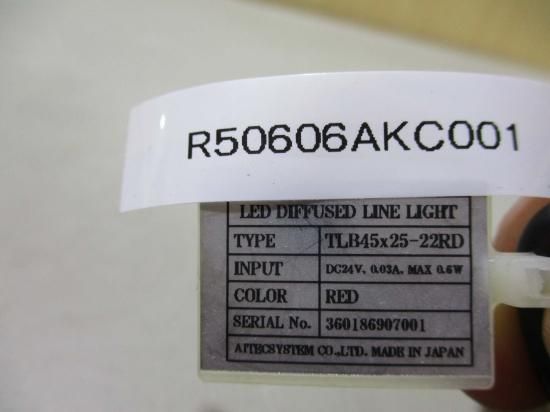 R50606AKC001
LED DIFFUSED LINE LIGHT
TYPE TLB45x25-22RD
INPUT DC24V, 0.03A, MAX 0.6W
COLOR RED
SERIAL No. 360186907001
AITECSYSTEM CO.,LTD. MADE IN JAPAN